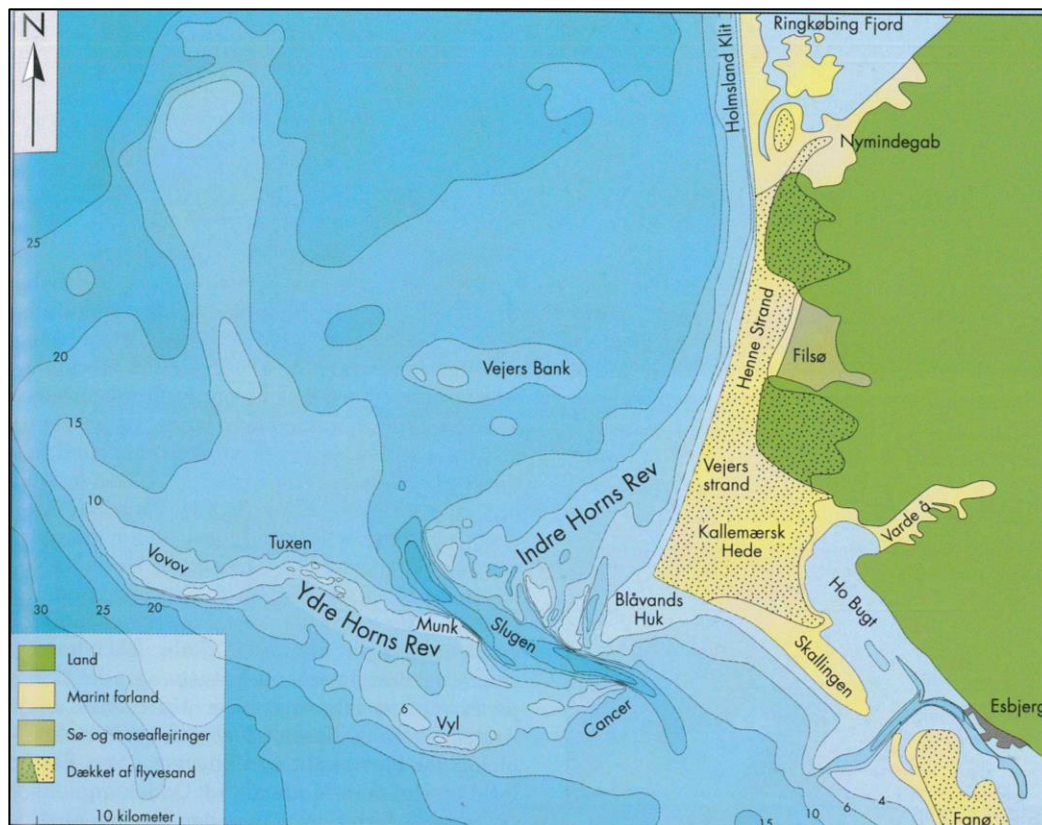 N
Ringkøbing Fjord
Holmsland Klit
Nymindegab
25
Henne Strand
20
Vejers Bank
Filsø
15
Vejers
strand
10
Indre Horns Rev
Kallemærsk
Hede
Varde å
Tuxen
Vovov
Ydre Horns Rev
Munk
Slugen
Blåvands
Huk
Ho Bugt
30
25
20
Skallingen
6
Vyl
Cancer
Esbjerg
Land
Marint forland
Sø- og moseaflejringer
Dækket af flyvesand
10 kilometer
15
10
6
4
Fanø